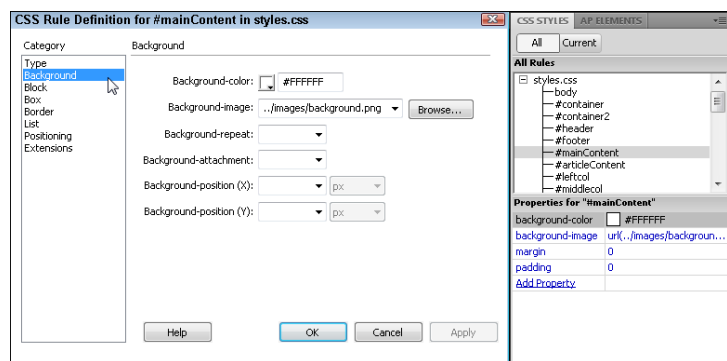 CSS Rule Definition for #mainContent in styles.css
Category
Background
Type
Background
Block
Box
Border
List
Positioning
Extensions
Background-color: #FFFFFF
Background-image: ../images/background.png Browse...
Background-repeat:
Background-attachment:
Background-position (X): px
Background-position (Y): px
Help OK Cancel Apply
CSS STYLES AP ELEMENTS
All Current
All Rules
styles.css
body
#container
#container2
#header
#footer
#mainContent
#articleContent
#leftcol
#middlecol
Properties for "#mainContent"
background-color #FFFFFF
background-image url(../images/backgroun...
margin 0
padding 0
Add Property